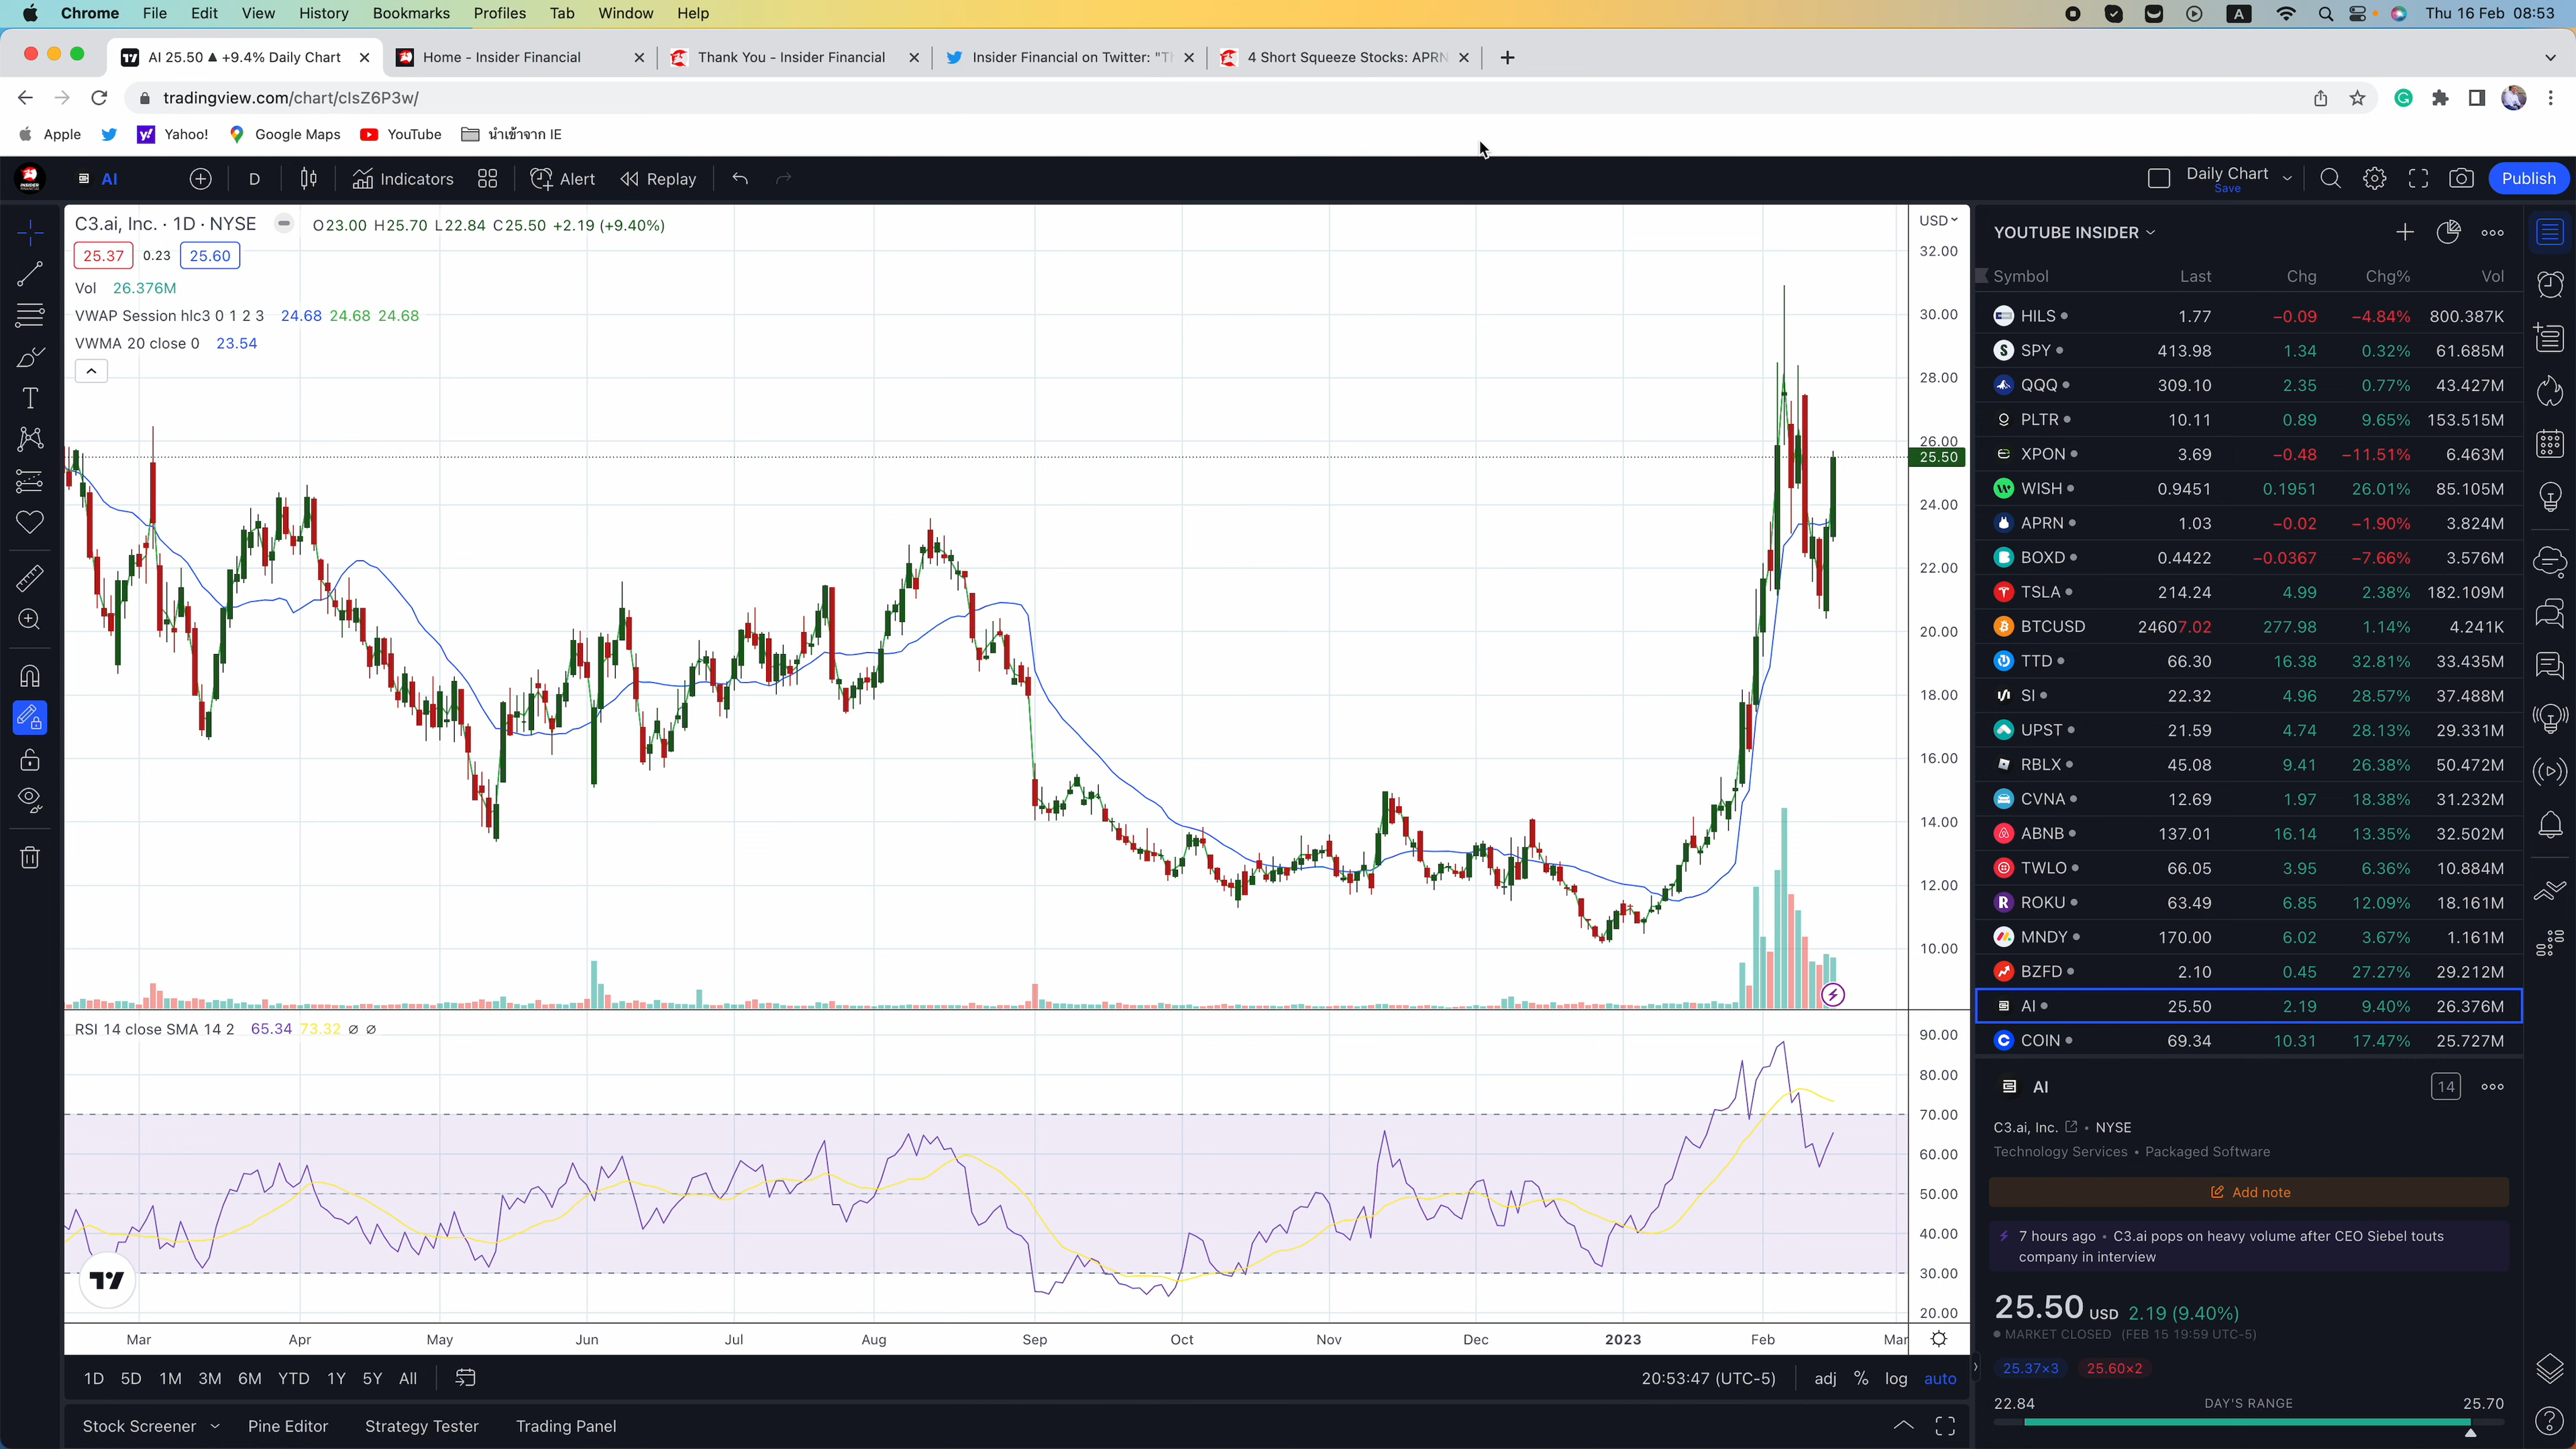 Chrome File Edit View History Bookmarks Profiles Tab Window Help
A
Thu 16 Feb 08:53
AI 25.50 ▲ +9.4% Daily Chart
Home - Insider Financial
Thank You - Insider Financial
Insider Financial on Twitter: "Th
4 Short Squeeze Stocks: APRN
tradingview.com/chart/clsZ6P3w/
Apple Yahoo! Google Maps YouTube นำเข้าจาก IE
AI D Indicators Alert Replay
Daily Chart
Save
Publish
C3.ai, Inc. · 1D · NYSE O23.00 H25.70 L22.84 C25.50 +2.19 (+9.40%)
25.37 0.23 25.60
Vol 26.376M
VWAP Session hlc3 0 1 2 3 24.68 24.68 24.68
VWMA 20 close 0 23.54
USD
32.00
30.00
28.00
26.00
25.50
24.00
22.00
20.00
18.00
16.00
14.00
12.00
10.00
RSI 14 close SMA 14 2 65.34 73.32 ∅ ∅
90.00
80.00
70.00
60.00
50.00
40.00
30.00
20.00
Mar Apr May Jun Jul Aug Sep Oct Nov Dec 2023 Feb Mar
1D 5D 1M 3M 6M YTD 1Y 5Y All
20:53:47 (UTC-5) adj % log auto
Stock Screener Pine Editor Strategy Tester Trading Panel
YOUTUBE INSIDER
Symbol Last Chg Chg% Vol
HILS 1.77 −0.09 −4.84% 800.387K
SPY 413.98 1.34 0.32% 61.685M
QQQ 309.10 2.35 0.77% 43.427M
PLTR 10.11 0.89 9.65% 153.515M
XPON 3.69 −0.48 −11.51% 6.463M
WISH 0.9451 0.1951 26.01% 85.105M
APRN 1.03 −0.02 −1.90% 3.824M
BOXD 0.4422 −0.0367 −7.66% 3.576M
TSLA 214.24 4.99 2.38% 182.109M
BTCUSD 24607.02 277.98 1.14% 4.241K
TTD 66.30 16.38 32.81% 33.435M
SI 22.32 4.96 28.57% 37.488M
UPST 21.59 4.74 28.13% 29.331M
RBLX 45.08 9.41 26.38% 50.472M
CVNA 12.69 1.97 18.38% 31.232M
ABNB 137.01 16.14 13.35% 32.502M
TWLO 66.05 3.95 6.36% 10.884M
ROKU 63.49 6.85 12.09% 18.161M
MNDY 170.00 6.02 3.67% 1.161M
BZFD 2.10 0.45 27.27% 29.212M
AI 25.50 2.19 9.40% 26.376M
COIN 69.34 10.31 17.47% 25.727M
AI 14
C3.ai, Inc. • NYSE
Technology Services • Packaged Software
Add note
7 hours ago • C3.ai pops on heavy volume after CEO Siebel touts
company in interview
25.50 USD 2.19 (9.40%)
MARKET CLOSED (FEB 15 19:59 UTC-5)
25.37×3 25.60×2
22.84 DAY'S RANGE 25.70